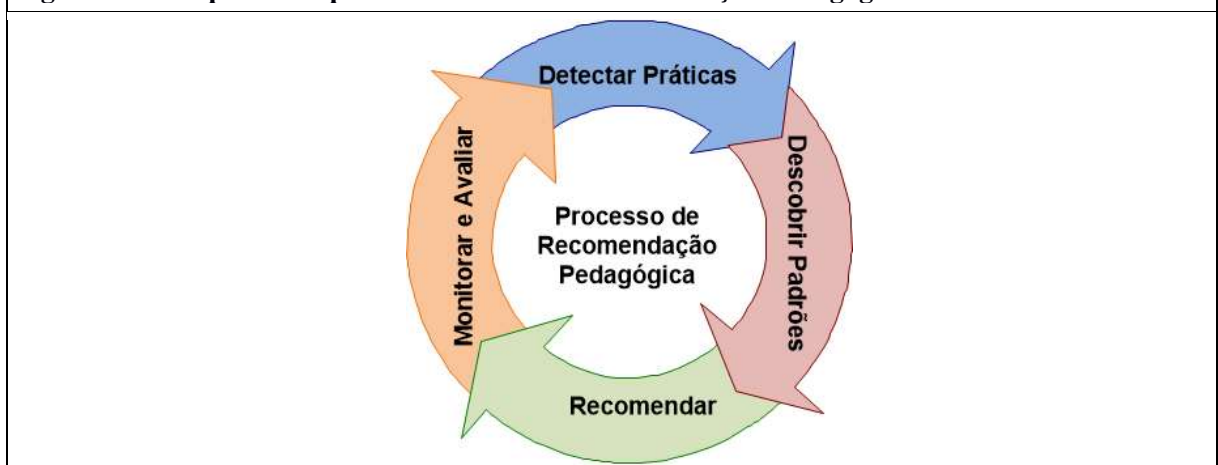 Detectar Práticas
Descobrir Padrões
Recomendar
Monitorar e Avaliar
Processo de
Recomendação
Pedagógica